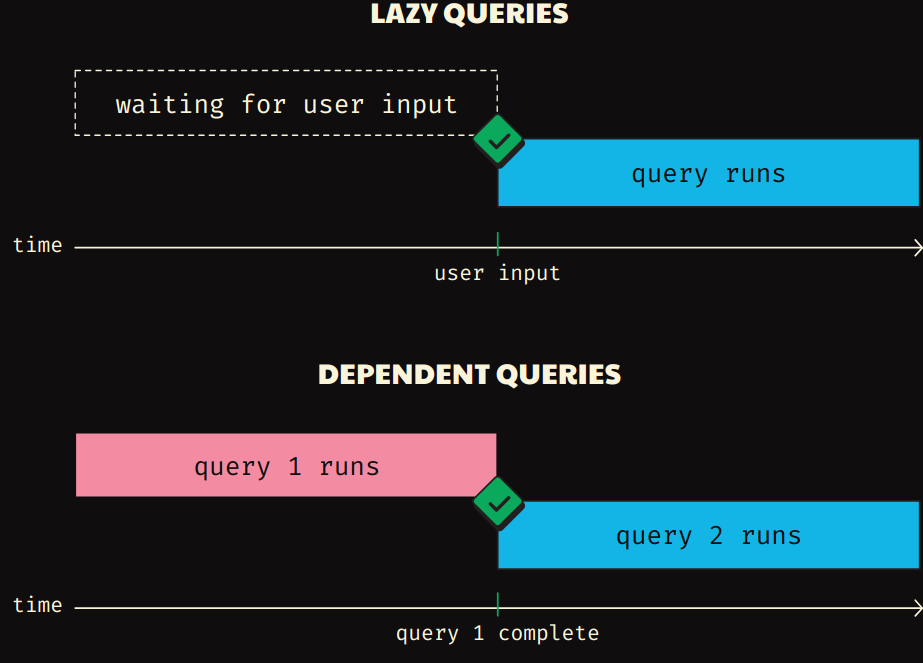 LAZY QUERIES
waiting for user input
query runs
time
user input
DEPENDENT QUERIES
query 1 runs
query 2 runs
time
query 1 complete